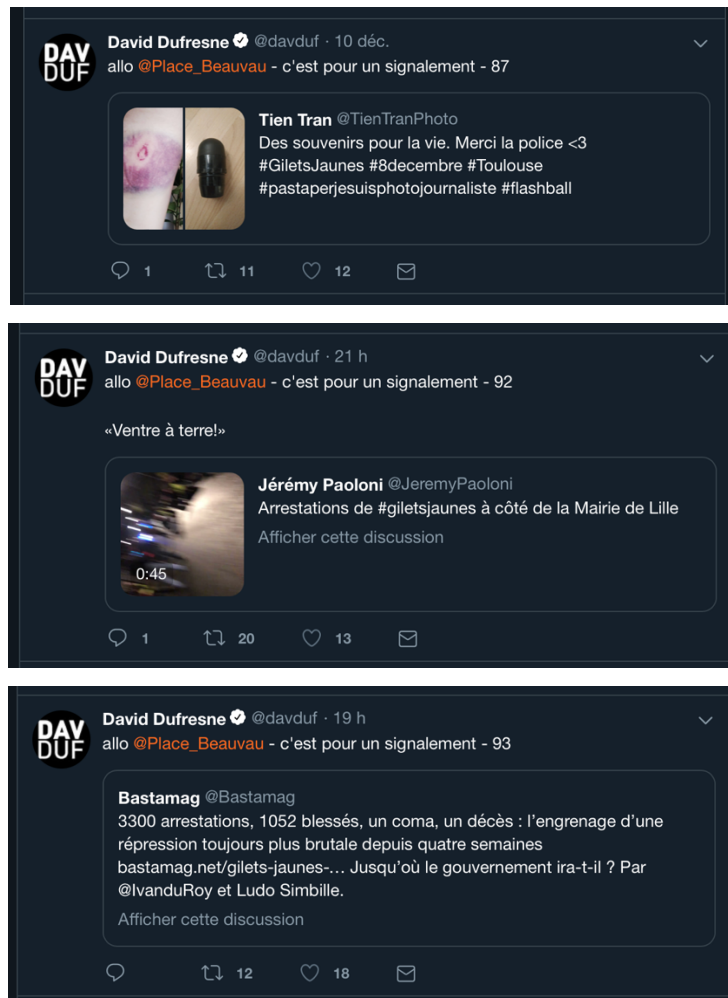 DAV
DUF
David Dufresne @davduf · 10 déc.
allo @Place_Beauvau - c'est pour un signalement - 87
Tien Tran @TienTranPhoto
Des souvenirs pour la vie. Merci la police <3
#GiletsJaunes #8decembre #Toulouse
#pastaperjesuisphotojournaliste #flashball
1 11 12
DAV
DUF
David Dufresne @davduf · 21 h
allo @Place_Beauvau - c'est pour un signalement - 92
«Ventre à terre!»
Jérémy Paoloni @JeremyPaoloni
Arrestations de #giletsjaunes à côté de la Mairie de Lille
Afficher cette discussion
0:45
1 20 13
DAV
DUF
David Dufresne @davduf · 19 h
allo @Place_Beauvau - c'est pour un signalement - 93
Bastamag @Bastamag
3300 arrestations, 1052 blessés, un coma, un décès : l'engrenage d'une
répression toujours plus brutale depuis quatre semaines
bastamag.net/gilets-jaunes-… Jusqu'où le gouvernement ira-t-il ? Par
@IvanduRoy et Ludo Simbille.
Afficher cette discussion
12 18